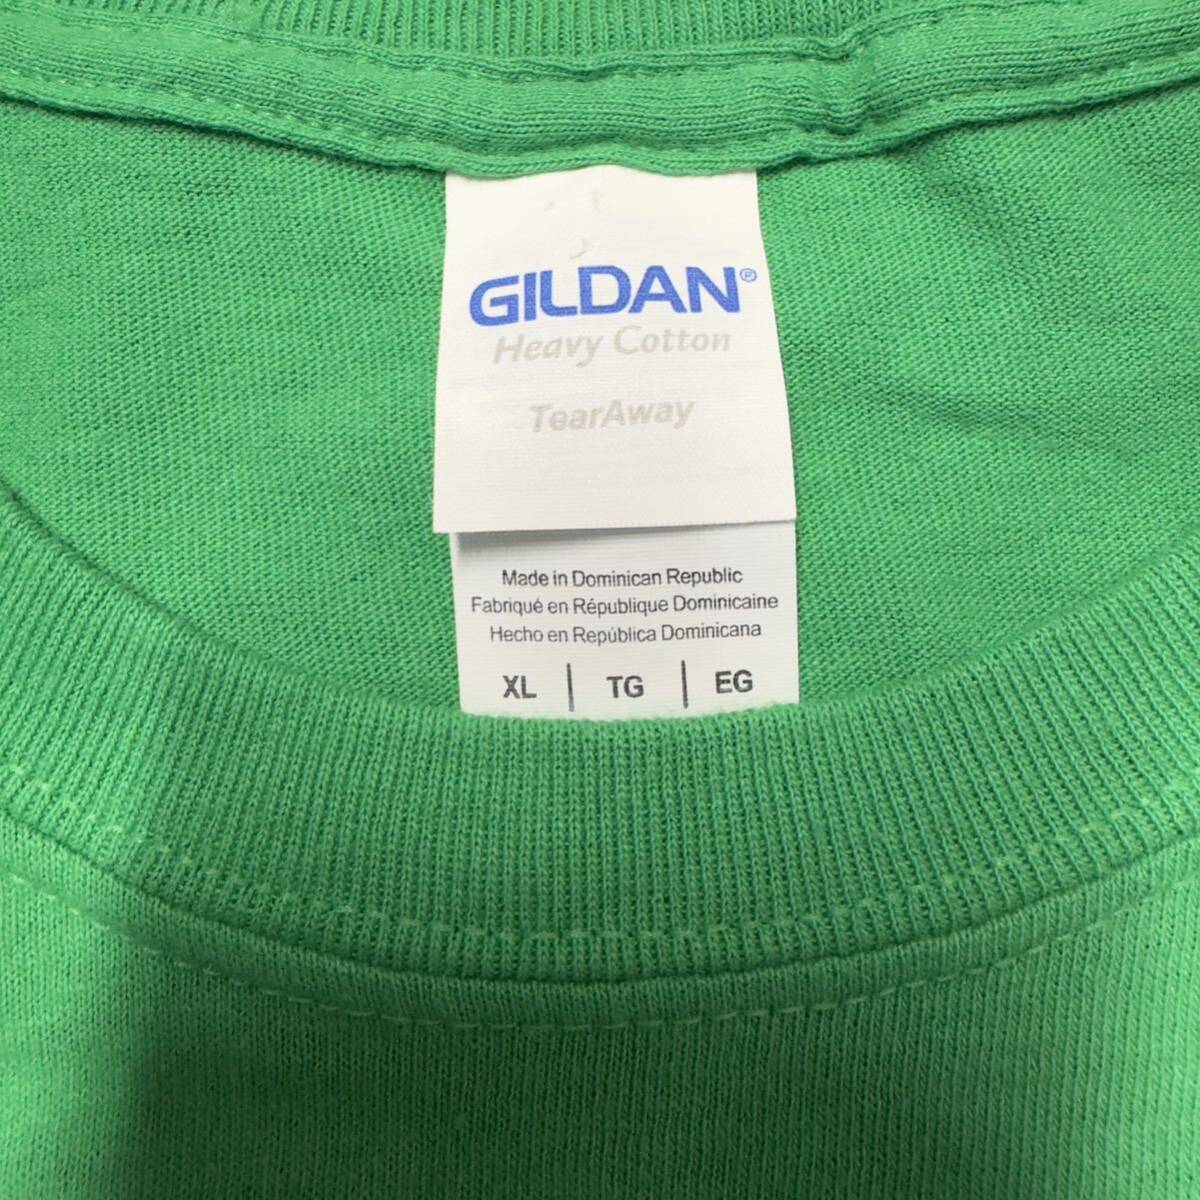 GILDAN®
Heavy Cotton
TearAway
Made in Dominican Republic
Fabriqué en République Dominicaine
Hecho en República Dominicana
XL | TG | EG